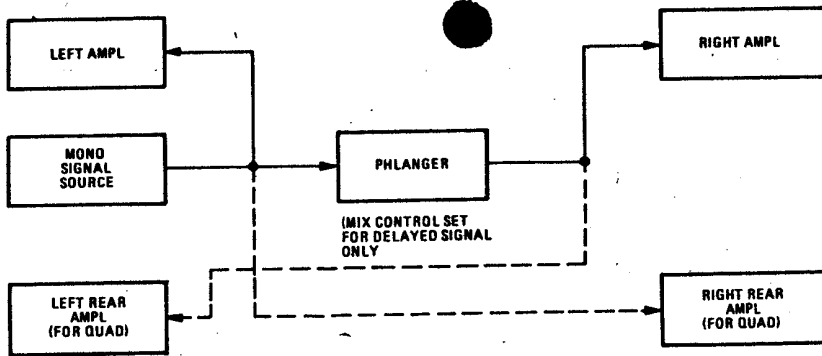 LEFT AMPL
RIGHT AMPL
MONO
SIGNAL
SOURCE
PHLANGER
(MIX CONTROL SET
FOR DELAYED SIGNAL
ONLY
LEFT REAR
AMPL
(FOR QUAD)
RIGHT REAR
AMPL
(FOR QUAD)